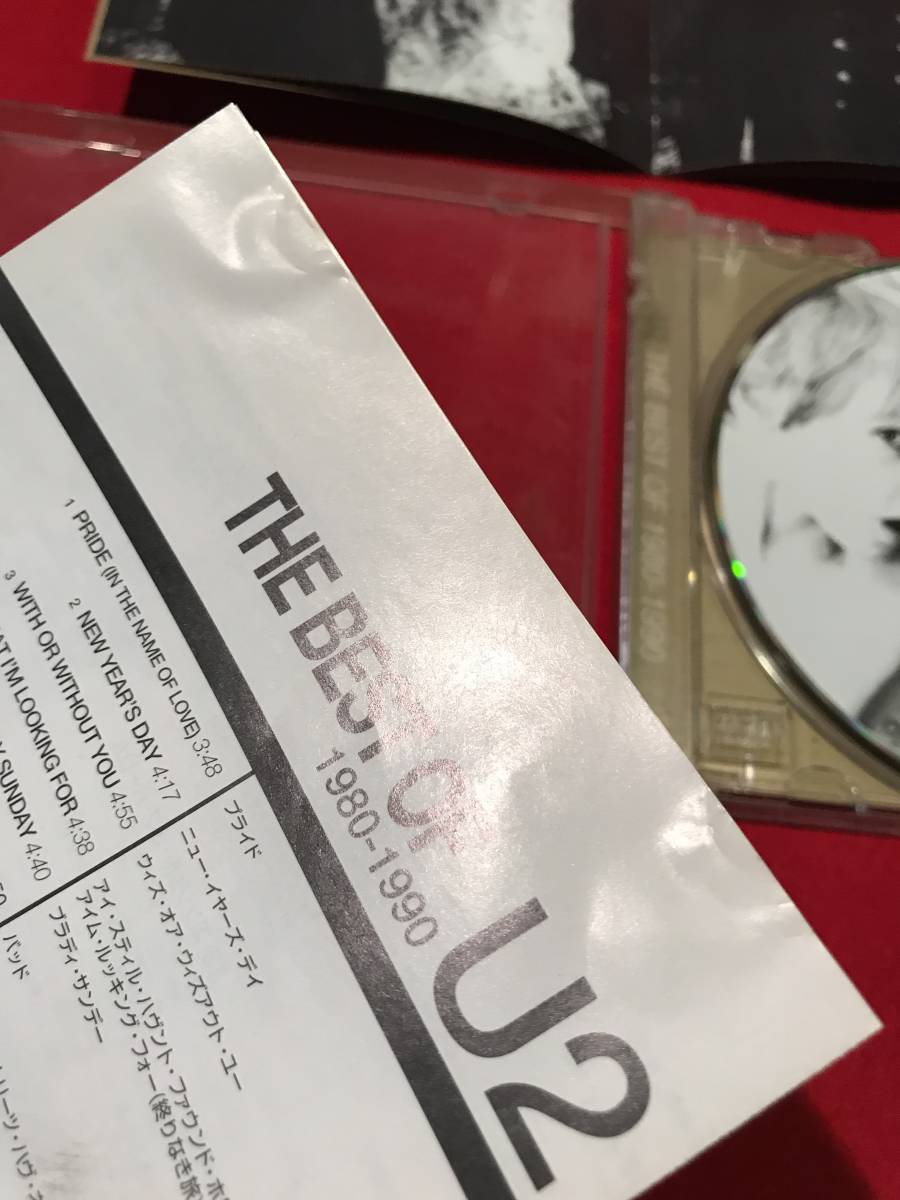 THE BEST OF
1980-1990
U2
1 PRIDE (IN THE NAME OF LOVE) 3:48
2 NEW YEAR'S DAY 4:17
3 WITH OR WITHOUT YOU 4:55
I'M LOOKING FOR 4:38
SUNDAY 4:40
プライド
ニュー・イヤーズ・デイ
ウィズ・オア・ウィズアウト・ユー
アイ・スティル・ハヴント・ファウンド・
アイム・ルッキング・フォー(終りなき旅
ブラディ・サンデー
バッド
THE BEST OF 1980-1990